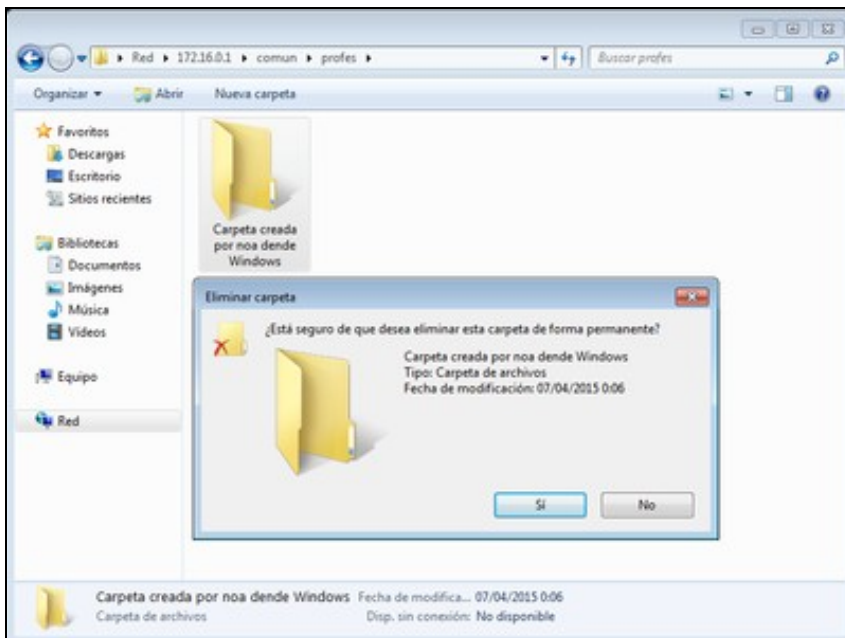 Red ▸ 172.16.0.1 ▸ comun ▸ profes ▸
Buscar profes
Organizar
Abrir
Nueva carpeta
Favoritos
Descargas
Escritorio
Sitios recientes
Bibliotecas
Documentos
Imágenes
Música
Vídeos
Equipo
Red
Carpeta creada
por noa dende
Windows
Eliminar carpeta
¿Está seguro de que desea eliminar esta carpeta de forma permanente?
Carpeta creada por noa dende Windows
Tipo: Carpeta de archivos
Fecha de modificación: 07/04/2015 0:06
Sí
No
Carpeta creada por noa dende Windows Fecha de modifica... 07/04/2015 0:06
Carpeta de archivos Disp. sin conexión: No disponible